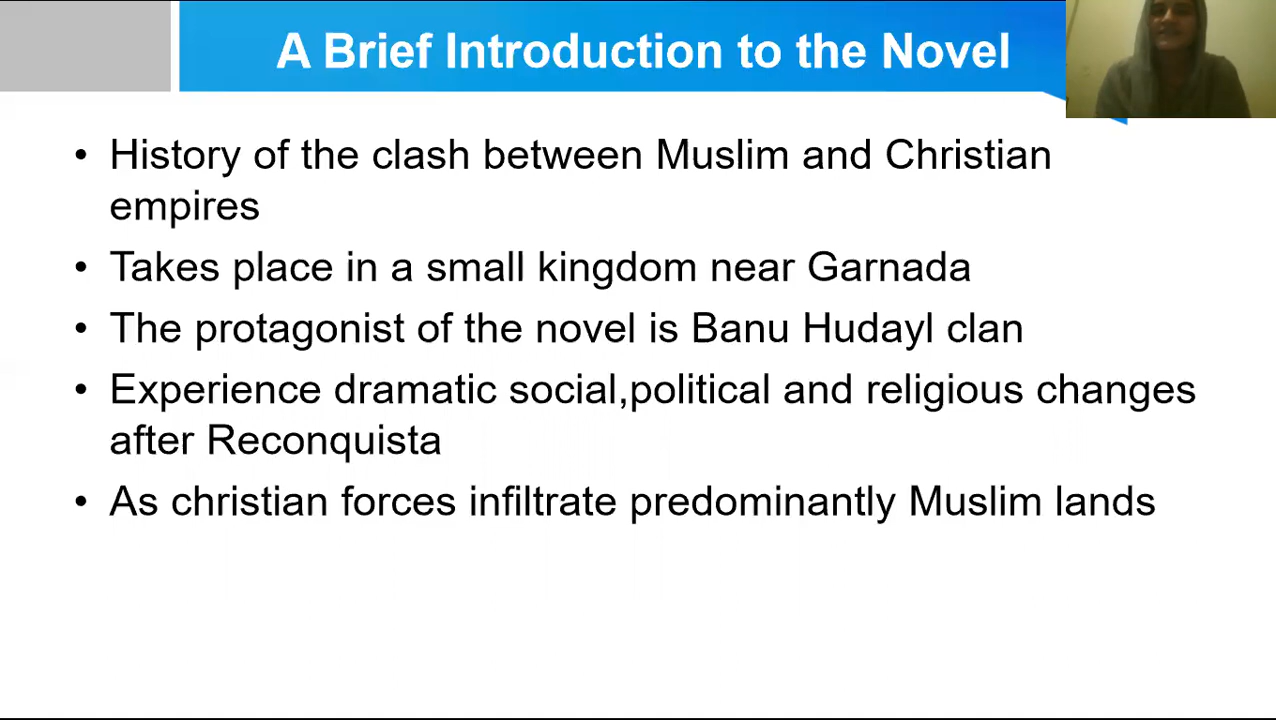 A Brief Introduction to the Novel
• History of the clash between Muslim and Christian
empires
• Takes place in a small kingdom near Garnada
• The protagonist of the novel is Banu Hudayl clan
• Experience dramatic social,political and religious changes
after Reconquista
• As christian forces infiltrate predominantly Muslim lands